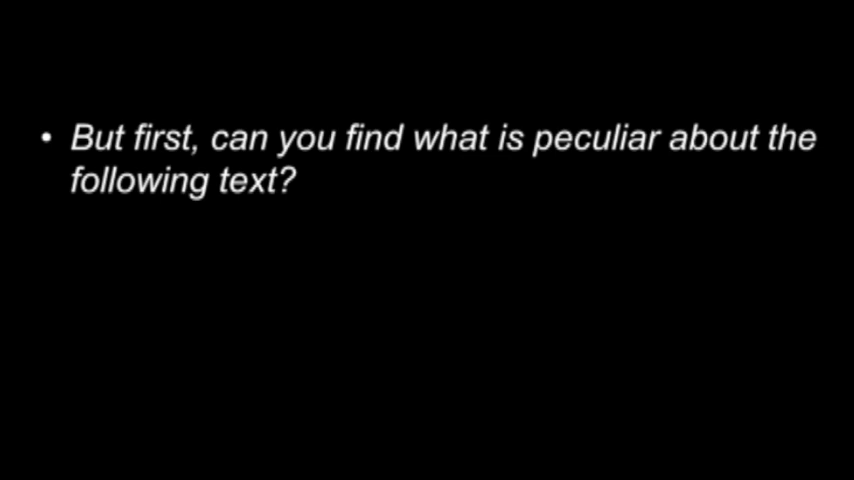 • But first, can you find what is peculiar about the
following text?